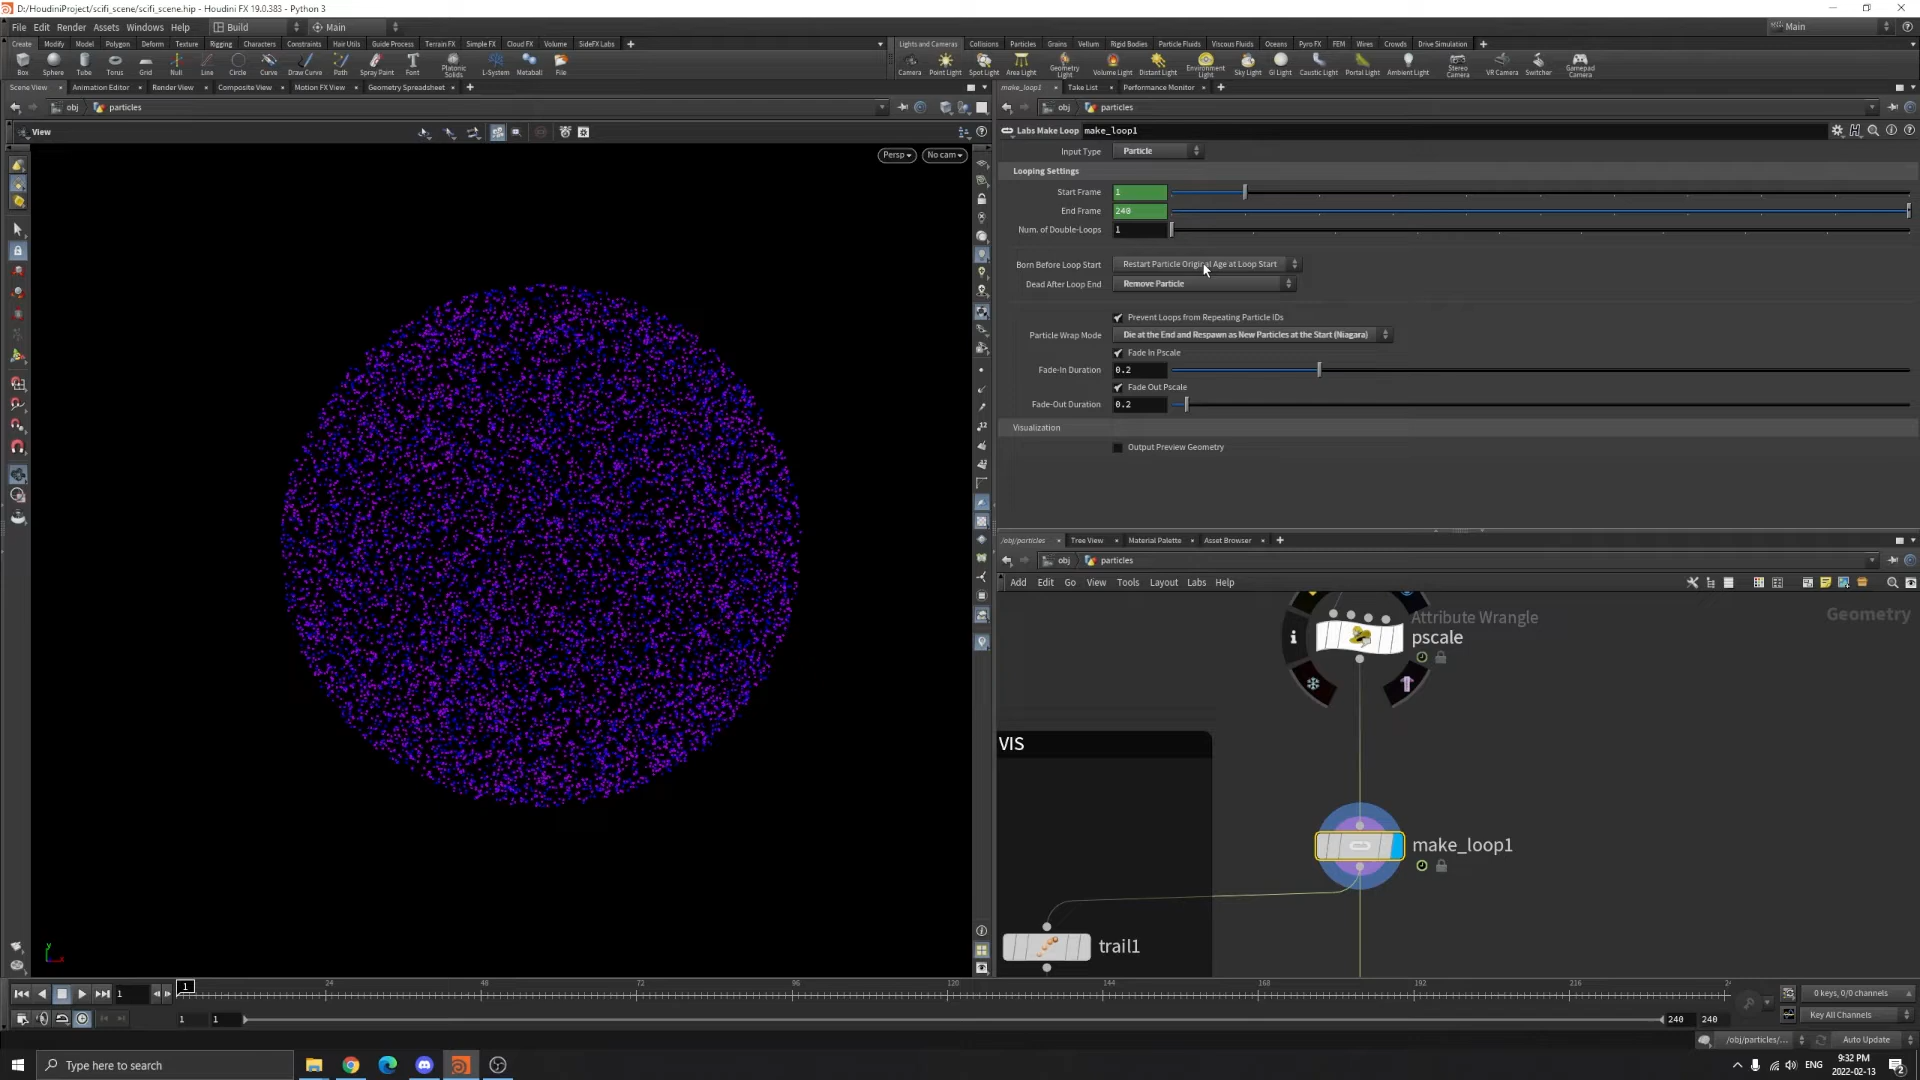 D:/HoudiniProject/scifi_scene/scifi_scene.hip - Houdini FX 19.0.383 - Python 3
File Edit Render Assets Windows Help Build Main Main
Create Modify Model Polygon Deform Texture Rigging Characters Constraints Hair Utils Guide Process Terrain FX Simple FX Cloud FX Volume SideFX Labs
Lights and Cameras Collisions Particles Grains Vellum Rigid Bodies Particle Fluids Viscous Fluids Oceans Pyro FX FEM Wires Crowds Drive Simulation
Box Sphere Tube Torus Grid Null Line Circle Curve Draw Curve Path Spray Paint Font Platonic Solids L-System Metaball File
Camera Point Light Spot Light Area Light Geometry Light Volume Light Distant Light Environment Light Sky Light GI Light Caustic Light Portal Light Ambient Light Stereo Camera VR Camera Switcher Gamepad Camera
Scene View Animation Editor Render View Composite View Motion FX View Geometry Spreadsheet
make_loop1 Take List Performance Monitor
obj particles
obj particles
View
Persp No cam
Labs Make Loop make_loop1
Input Type Particle
Looping Settings
Start Frame 1
End Frame 240
Num. of Double-Loops 1
Born Before Loop Start Restart Particle Original Age at Loop Start
Dead After Loop End Remove Particle
Prevent Loops from Repeating Particle IDs
Particle Wrap Mode Die at the End and Respawn as New Particles at the Start (Niagara)
Fade In Pscale
Fade-In Duration 0.2
Fade Out Pscale
Fade-Out Duration 0.2
Visualization
Output Preview Geometry
/obj/particles Tree View Material Palette Asset Browser
obj particles
Add Edit Go View Tools Layout Labs Help
Geometry
Attribute Wrangle
pscale
VIS
make_loop1
trail1
1 1 24 48 72 96 120 144 168 192 216
0 keys, 0/0 channels
1 1 240 240
Key All Channels
/obj/particles/... Auto Update
Type here to search
ENG
9:32 PM
2022-02-13
2